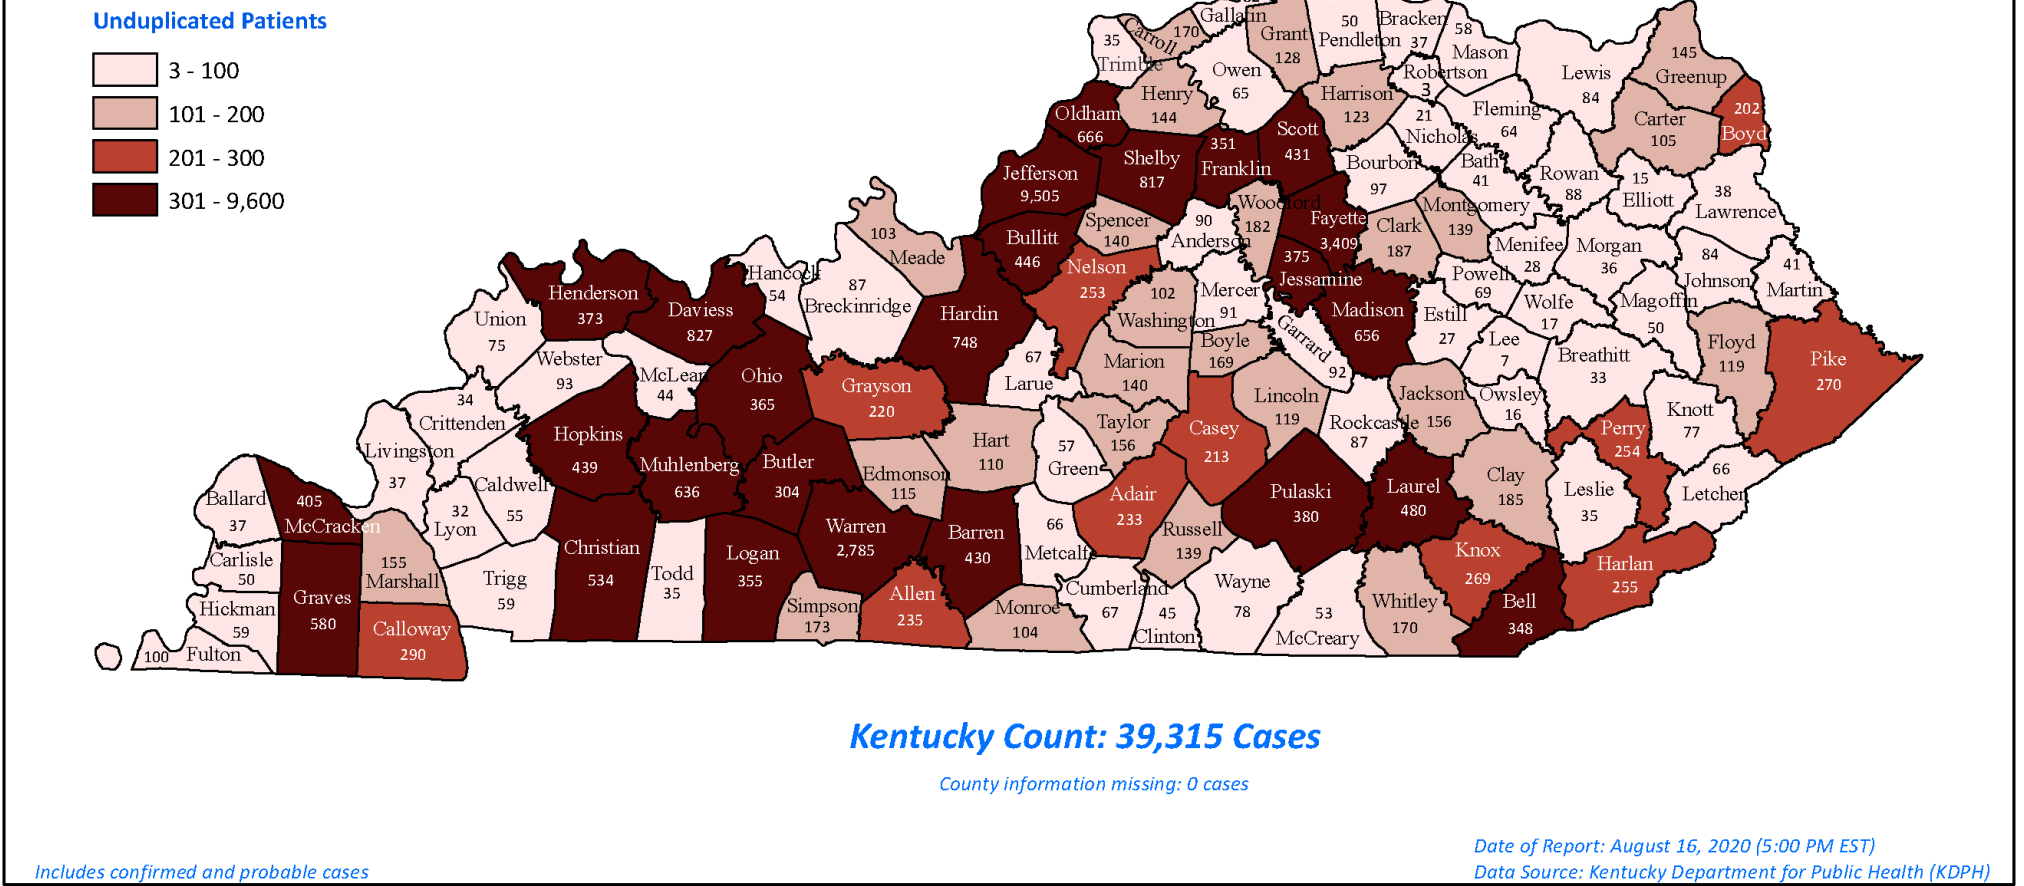 Unduplicated Patients
3 - 100
101 - 200
201 - 300
301 - 9,600
Gallatin
Carroll
170
35
Trimble
Grant
128
50
Pendleton
Bracken
37
58
Mason
Robertson
3
Lewis
84
145
Greenup
Owen
65
Henry
144
Harrison
123
21
Nicholas
Fleming
64
Carter
105
202
Boyd
Oldham
666
Jefferson
9,505
Shelby
817
351
Franklin
Scott
431
Bourbon
97
Bath
41
Rowan
88
15
Elliott
38
Lawrence
Spencer
140
90
Anderson
Woodford
182
Fayette
3,409
Clark
187
Montgomery
139
Menifee
28
Morgan
36
84
Johnson
41
Martin
103
Meade
Bullitt
446
Nelson
253
375
Jessamine
Powell
69
Wolfe
17
Magoffin
50
Hancock
54
87
Breckinridge
Hardin
748
102
Washington
Mercer
91
Garrard
92
Madison
656
Estill
27
Lee
7
Breathitt
33
Floyd
119
Pike
270
Henderson
373
Daviess
827
Union
75
Webster
93
McLean
44
Ohio
365
Grayson
220
67
Larue
Marion
140
Boyle
169
Lincoln
119
Rockcastle
87
Jackson
156
Owsley
16
Perry
254
Knott
77
34
Crittenden
Livingston
37
Hopkins
439
Muhlenberg
636
Butler
304
Edmonson
115
Hart
110
57
Green
Taylor
156
Casey
213
Adair
233
Pulaski
380
Laurel
480
Clay
185
Leslie
35
66
Letcher
Ballard
37
405
McCracken
32
Lyon
Caldwell
55
Warren
2,785
Barren
430
66
Metcalfe
Russell
139
Knox
269
Harlan
255
Carlisle
50
155
Marshall
Trigg
59
Christian
534
Todd
35
Logan
355
Simpson
173
Allen
235
Monroe
104
Cumberland
67
45
Clinton
Wayne
78
53
McCreary
Whitley
170
Bell
348
Hickman
59
Graves
580
Calloway
290
100
Fulton
Kentucky Count: 39,315 Cases
County information missing: 0 cases
Date of Report: August 16, 2020 (5:00 PM EST)
Includes confirmed and probable cases
Data Source: Kentucky Department for Public Health (KDPH)